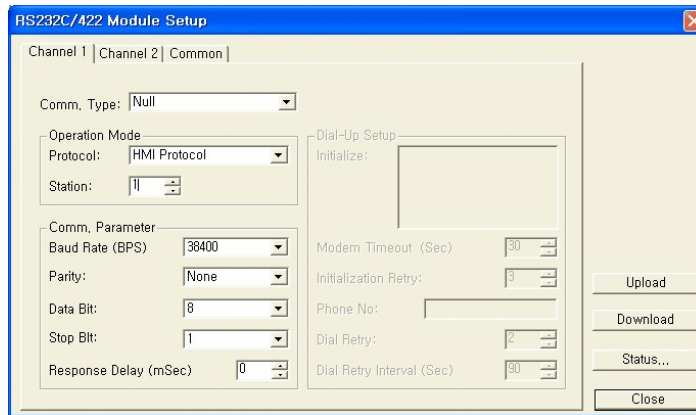 RS232C/422 Module Setup
Channel 1 Channel 2 Common
Comm, Type: Null
Operation Mode
Protocol: HMI Protocol
Station: 1
Comm, Parameter
Baud Rate (BPS) 38400
Parity: None
Data Bit: 8
Stop BIt: 1
Response Delay (mSec) 0
Dial-Up Setup
Initialize:
Modem Timeout (Sec) 30
Initialization Retry: 3
Phone No:
Dial Retry: 2
Dial Retry Interval (Sec) 90
Upload
Download
Status...
Close